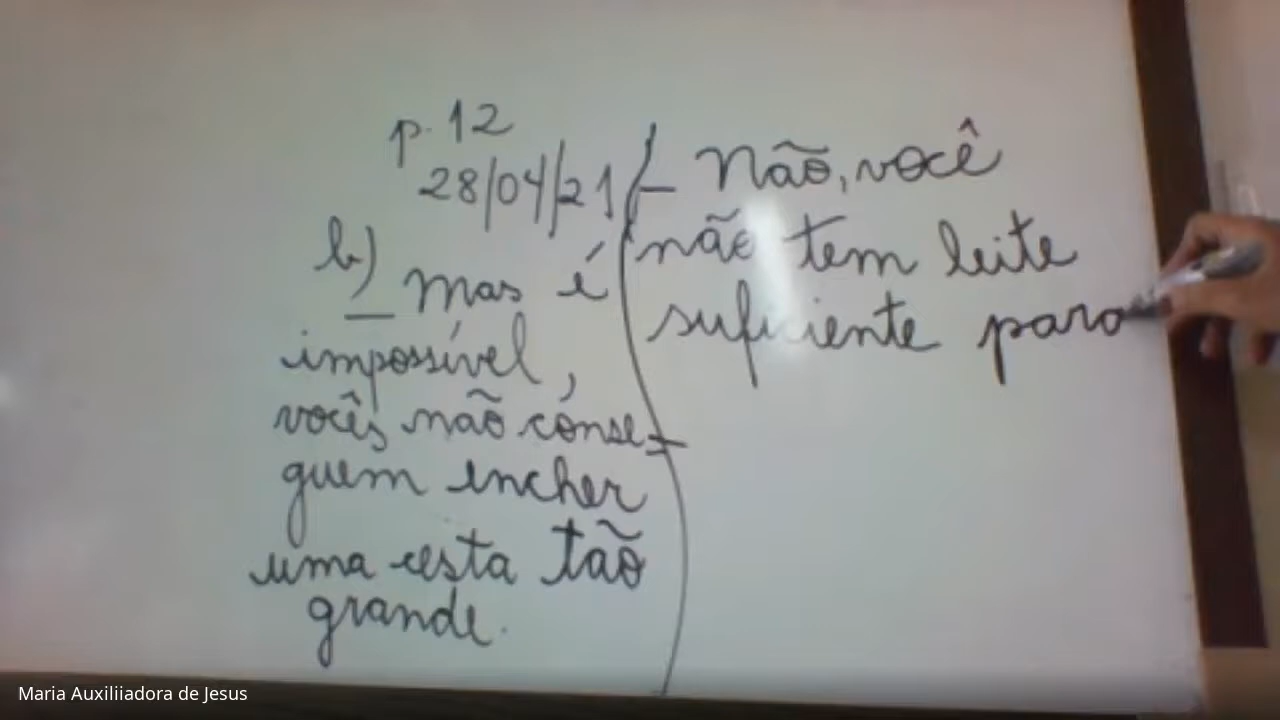 p. 12
28/04/21
b)
— Mas é
impossível,
vocês não conse=
guem encher
uma cesta tão
grande.
— Não, você
não tem leite
suficiente para
Maria Auxiliiadora de Jesus